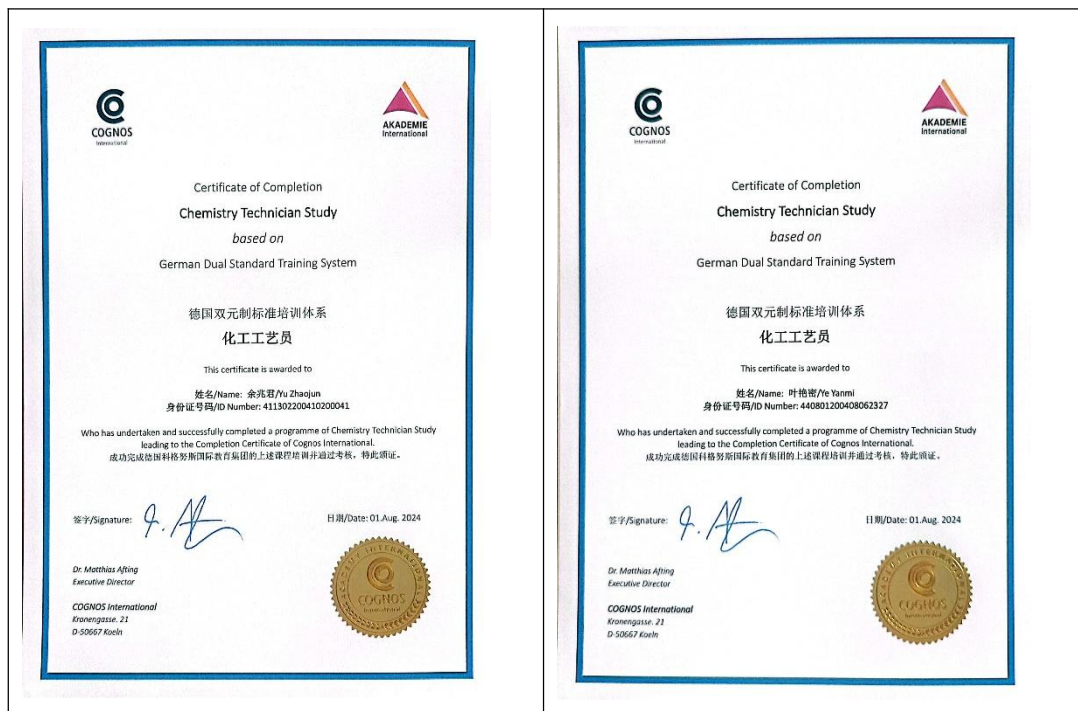 COGNOS
International
AKADEMIE
International
Certificate of Completion
Chemistry Technician Study
based on
German Dual Standard Training System
德国双元制标准培训体系
化工工艺员
This certificate is awarded to
姓名/Name: 余兆君/Yu Zhaojun
身份证号码/ID Number: 411302200410200041
Who has undertaken and successfully completed a programme of Chemistry Technician Study
leading to the Completion Certificate of Cognos International.
成功完成德国科格努斯国际教育集团的上述课程培训并通过考核，特此颁证。
签字/Signature:
日期/Date: 01.Aug. 2024
Dr. Matthias Afting
Executive Director
COGNOS International
Kronengasse. 21
D-50667 Koeln
COGNOS
COGNOS
International
AKADEMIE
International
Certificate of Completion
Chemistry Technician Study
based on
German Dual Standard Training System
德国双元制标准培训体系
化工工艺员
This certificate is awarded to
姓名/Name: 叶艳密/Ye Yanmi
身份证号码/ID Number: 440801200408062327
Who has undertaken and successfully completed a programme of Chemistry Technician Study
leading to the Completion Certificate of Cognos International.
成功完成德国科格努斯国际教育集团的上述课程培训并通过考核，特此颁证。
签字/Signature:
日期/Date: 01.Aug. 2024
Dr. Matthias Afting
Executive Director
COGNOS International
Kronengasse. 21
D-50667 Koeln
COGNOS